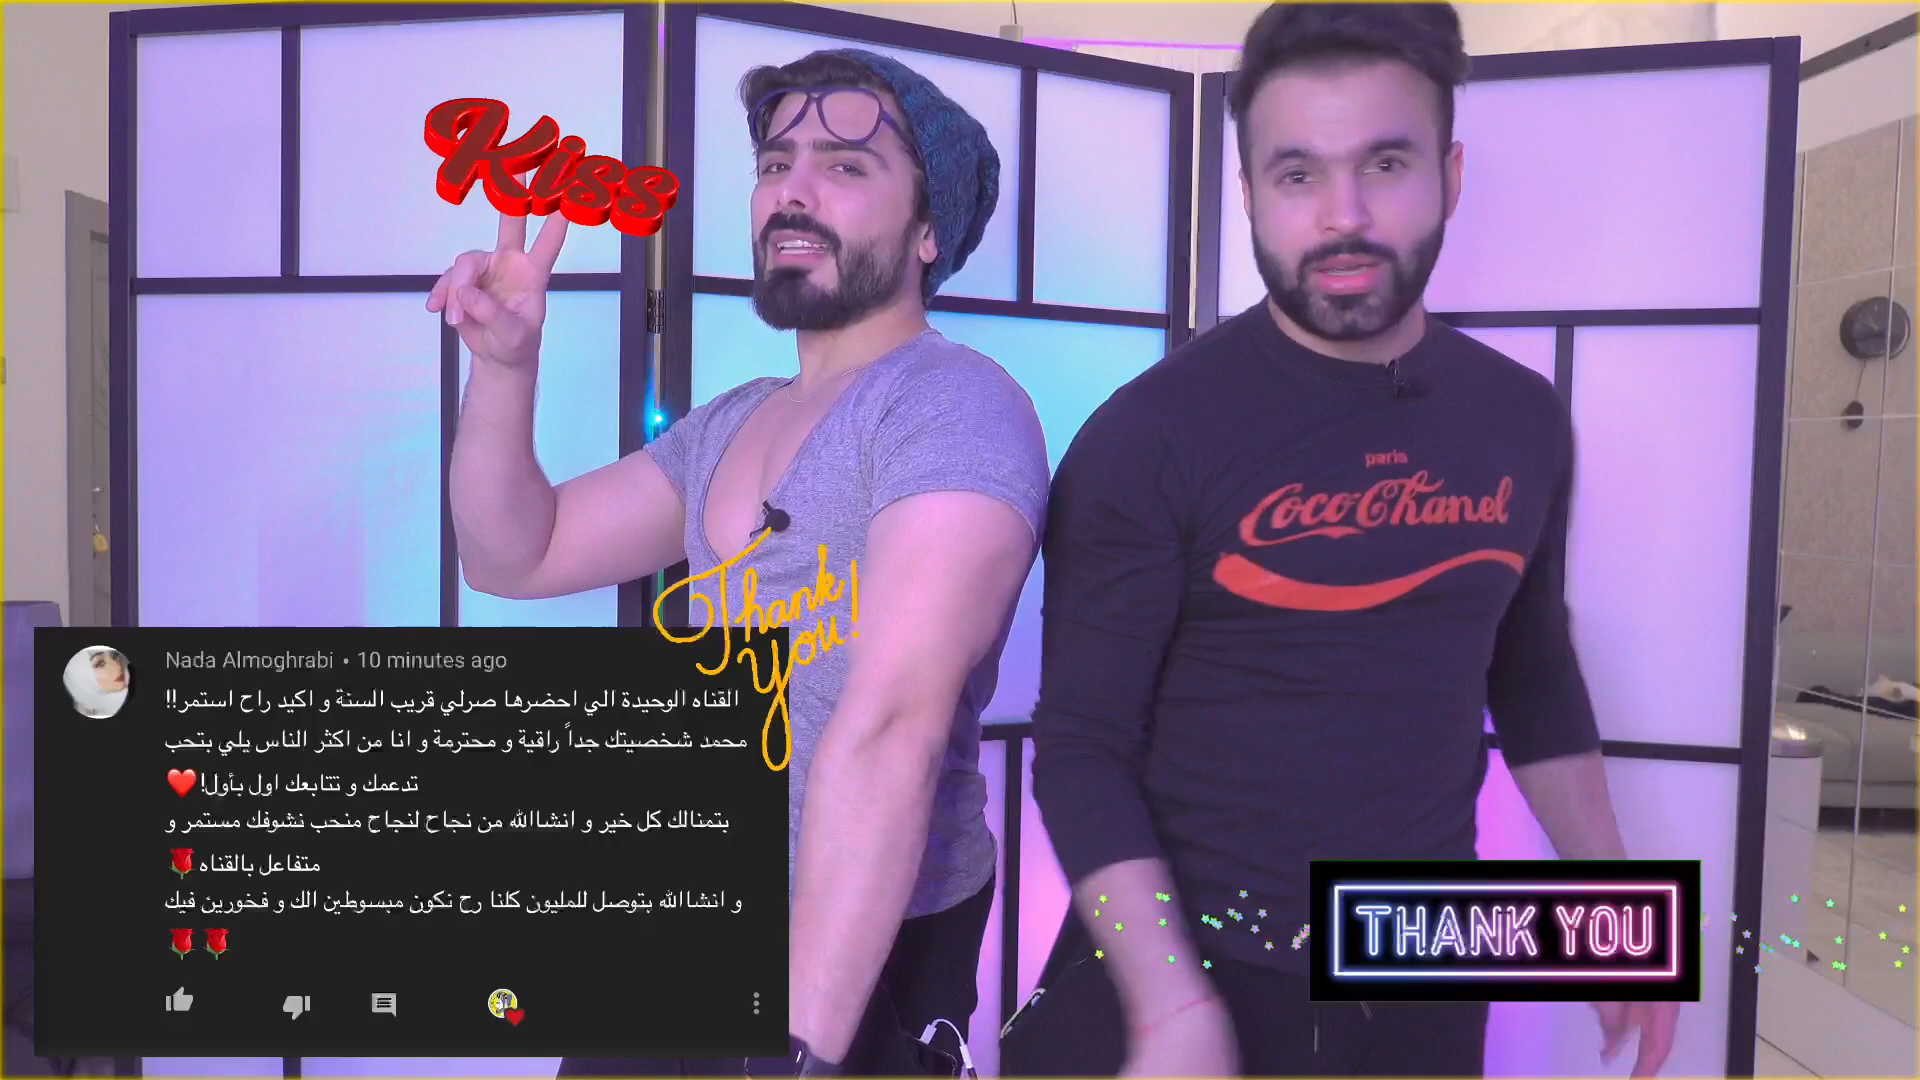 Kiss
paris
CocoChanel
Thank
You!
Nada Almoghrabi • 10 minutes ago
القناه الوحيدة الي احضرها صرلي قريب السنة و اكيد راح استمر!!
محمد شخصيتك جداً راقية و محترمة و انا من اكثر الناس يلي بتحب
تدعمك و تتابعك اول بأول!❤️
بتمنالك كل خير و انشاالله من نجاح لنجاح منحب نشوفك مستمر و
متفاعل بالقناه🌹
و انشاالله بتوصل للمليون كلنا رح نكون مبسوطين الك و فخورين فيك
🌹🌹
THANK YOU